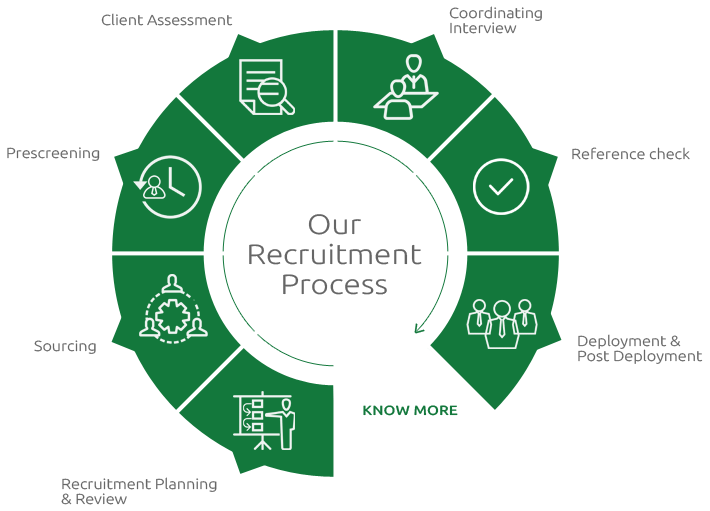 Client Assessment
Coordinating
Interview
Prescreening
Reference check
Our
Recruitment
Process
Sourcing
Deployment &
Post Deployment
KNOW MORE
Recruitment Planning
& Review